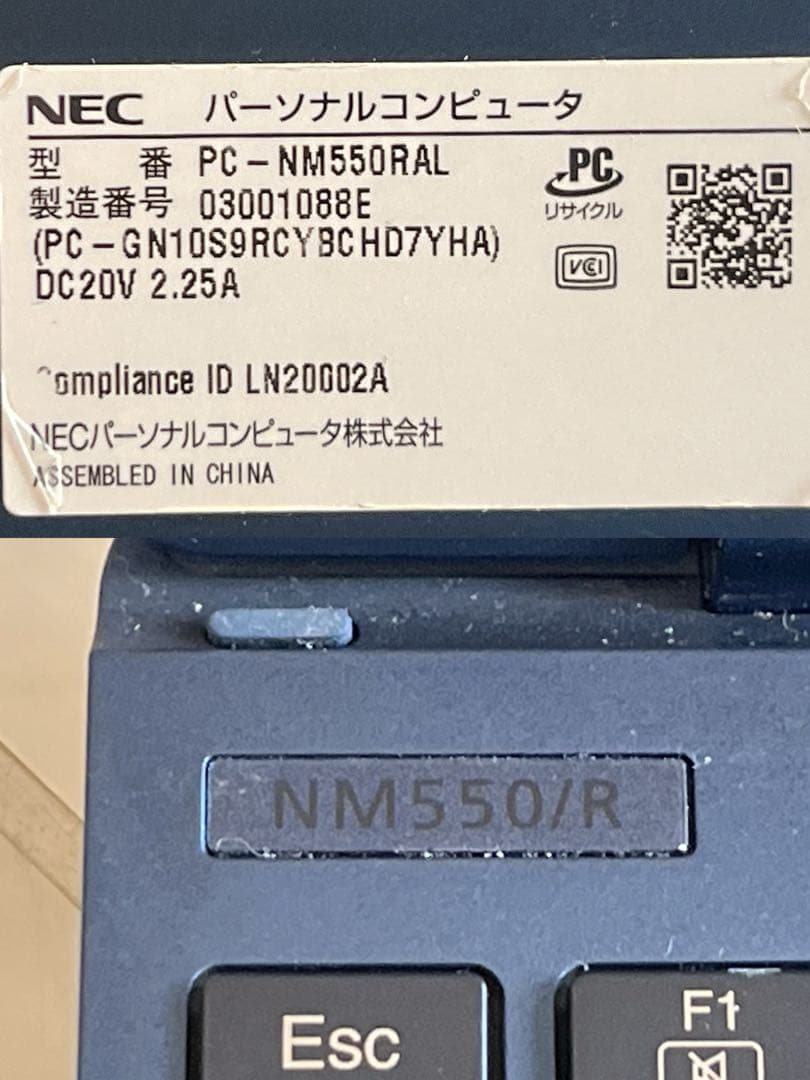 NEC パーソナルコンピュータ
型 番 PC-NM550RAL
製造番号 03001088E
(PC-GN10S9RCYBCHD7YHA)
DC20V 2.25A
PC
リサイクル
VCCI
Compliance ID LN20002A
NECパーソナルコンピュータ株式会社
ASSEMBLED IN CHINA
NM550/R
Esc
F1